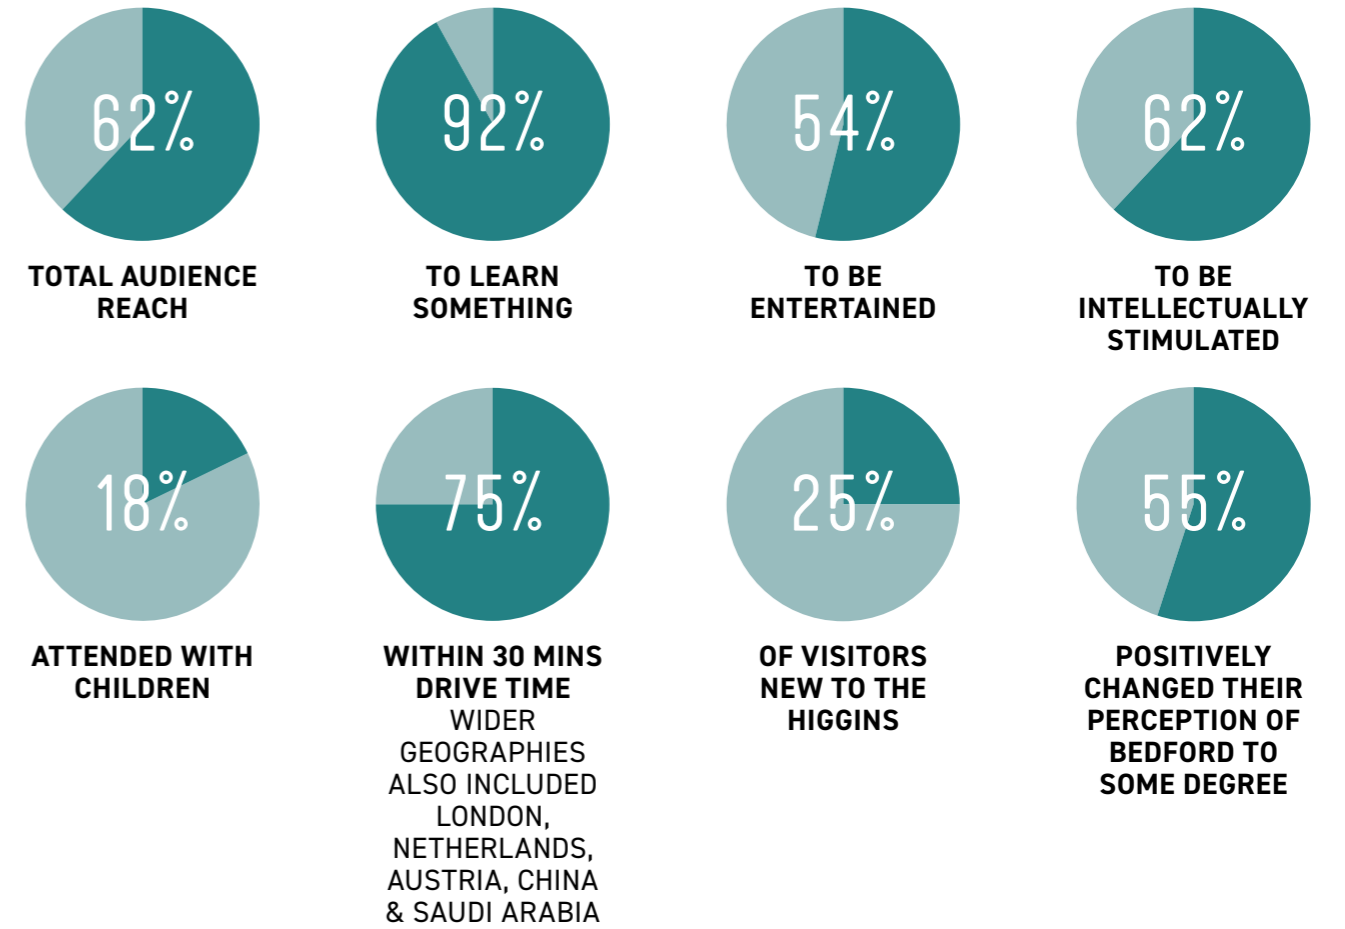 62%
TOTAL AUDIENCE
REACH
92%
TO LEARN
SOMETHING
54%
TO BE
ENTERTAINED
62%
TO BE
INTELLECTUALLY
STIMULATED
18%
ATTENDED WITH
CHILDREN
75%
WITHIN 30 MINS
DRIVE TIME
WIDER
GEOGRAPHIES
ALSO INCLUDED
LONDON,
NETHERLANDS,
AUSTRIA, CHINA
& SAUDI ARABIA
25%
OF VISITORS
NEW TO THE
HIGGINS
55%
POSITIVELY
CHANGED THEIR
PERCEPTION OF
BEDFORD TO
SOME DEGREE